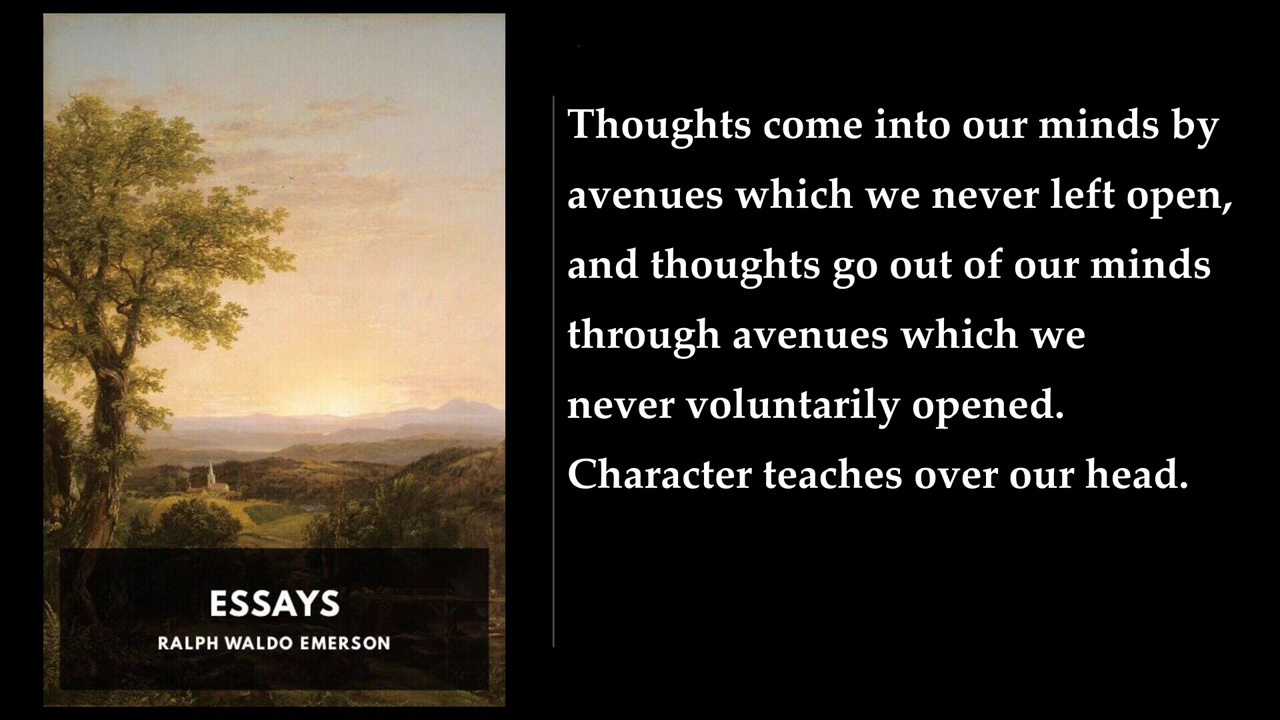 ESSAYS
RALPH WALDO EMERSON
Thoughts come into our minds by
avenues which we never left open,
and thoughts go out of our minds
through avenues which we
never voluntarily opened.
Character teaches over our head.